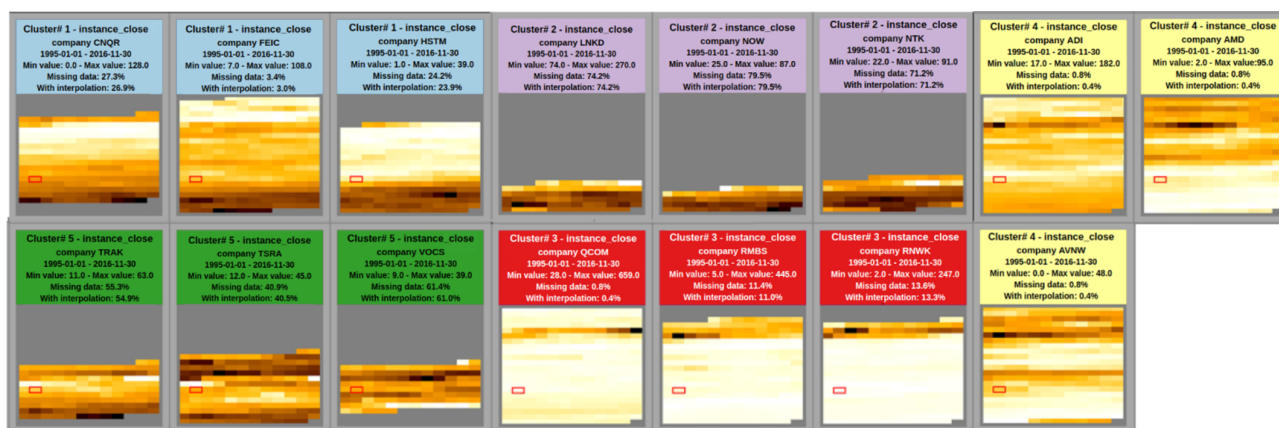 Cluster# 1 - instance_close
company CNQR
1995-01-01 - 2016-11-30
Min value: 0.0 - Max value: 128.0
Missing data: 27.3%
With interpolation: 26.9%
Cluster# 1 - instance_close
company FEIC
1995-01-01 - 2016-11-30
Min value: 7.0 - Max value: 108.0
Missing data: 3.4%
With interpolation: 3.0%
Cluster# 1 - instance_close
company HSTM
1995-01-01 - 2016-11-30
Min value: 1.0 - Max value: 39.0
Missing data: 24.2%
With interpolation: 23.9%
Cluster# 2 - instance_close
company LNKD
1995-01-01 - 2016-11-30
Min value: 74.0 - Max value: 270.0
Missing data: 74.2%
With interpolation: 74.2%
Cluster# 2 - instance_close
company NOW
1995-01-01 - 2016-11-30
Min value: 25.0 - Max value: 87.0
Missing data: 79.5%
With interpolation: 79.5%
Cluster# 2 - instance_close
company NTK
1995-01-01 - 2016-11-30
Min value: 22.0 - Max value: 91.0
Missing data: 71.2%
With interpolation: 71.2%
Cluster# 4 - instance_close
company ADI
1995-01-01 - 2016-11-30
Min value: 17.0 - Max value: 182.0
Missing data: 0.8%
With interpolation: 0.4%
Cluster# 4 - instance_close
company AMD
1995-01-01 - 2016-11-30
Min value: 2.0 - Max value:95.0
Missing data: 0.8%
With interpolation: 0.4%
Cluster# 5 - instance_close
company TRAK
1995-01-01 - 2016-11-30
Min value: 11.0 - Max value: 63.0
Missing data: 55.3%
With interpolation: 54.9%
Cluster# 5 - instance_close
company TSRA
1995-01-01 - 2016-11-30
Min value: 12.0 - Max value: 45.0
Missing data: 40.9%
With interpolation: 40.5%
Cluster# 5 - instance_close
company VOCS
1995-01-01 - 2016-11-30
Min value: 9.0 - Max value: 39.0
Missing data: 61.4%
With interpolation: 61.0%
Cluster# 3 - instance_close
company QCOM
1995-01-01 - 2016-11-30
Min value: 28.0 - Max value: 659.0
Missing data: 0.8%
With interpolation: 0.4%
Cluster# 3 - instance_close
company RMBS
1995-01-01 - 2016-11-30
Min value: 5.0 - Max value: 445.0
Missing data: 11.4%
With interpolation: 11.0%
Cluster# 3 - instance_close
company RNWK
1995-01-01 - 2016-11-30
Min value: 2.0 - Max value: 247.0
Missing data: 13.6%
With interpolation: 13.3%
Cluster# 4 - instance_close
company AVNW
1995-01-01 - 2016-11-30
Min value: 0.0 - Max value: 48.0
Missing data: 0.8%
With interpolation: 0.4%